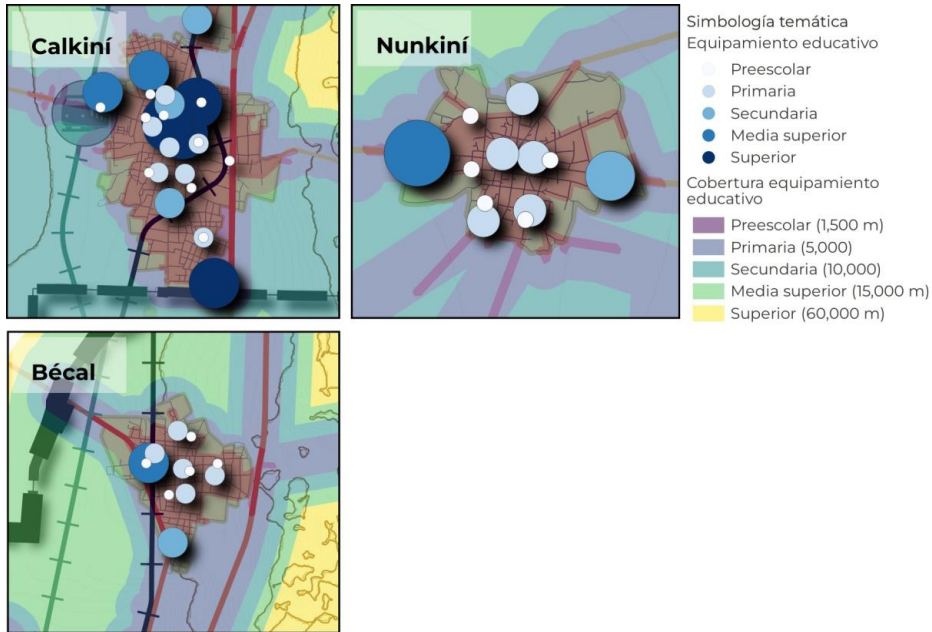 Calkiní
Nunkiní
Simbología temática
Equipamiento educativo
Preescolar
Primaria
Secundaria
Media superior
Superior
Cobertura equipamiento
educativo
Preescolar (1,500 m)
Primaria (5,000)
Secundaria (10,000)
Media superior (15,000 m)
Superior (60,000 m)
Bécal